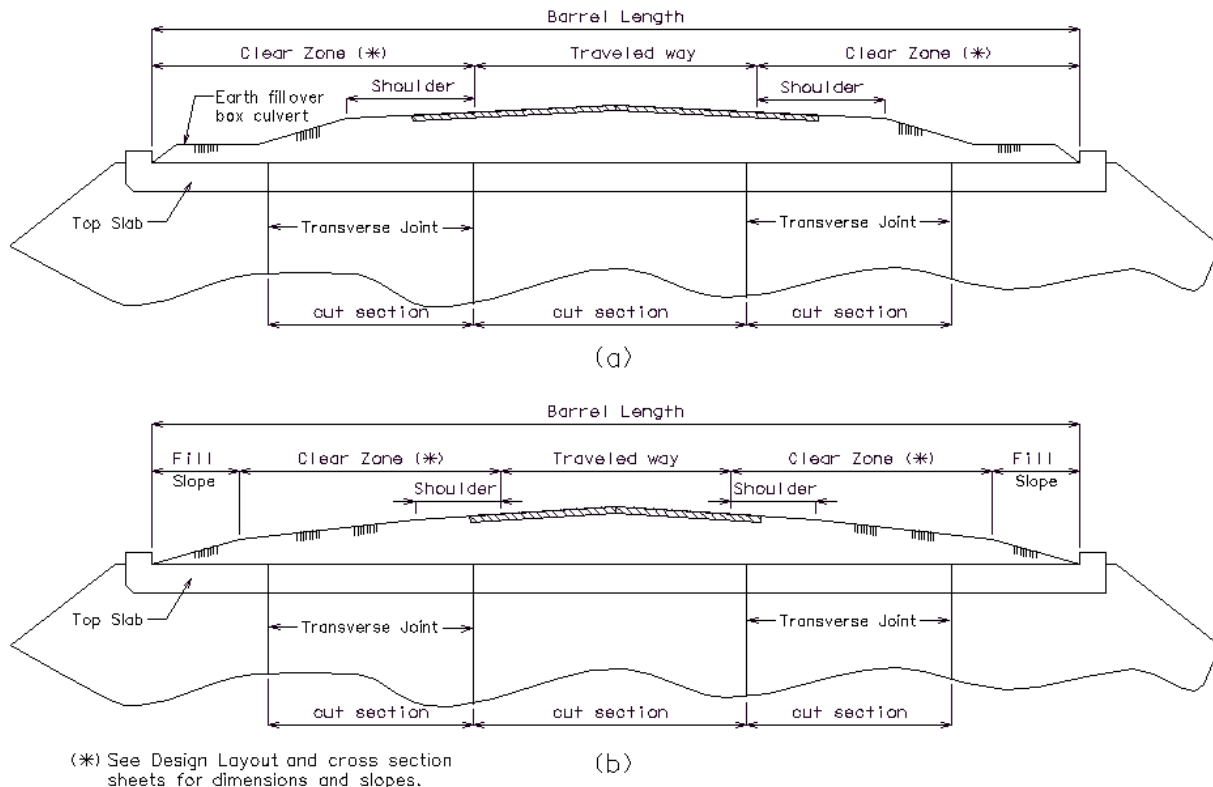 Barrel Length
Clear Zone (*)
Traveled way
Clear Zone (*)
Shoulder
Shoulder
Earth fill over
box culvert
Top Slab
Transverse Joint
Transverse Joint
cut section
cut section
cut section
(a)
Barrel Length
Fill
Slope
Clear Zone (*)
Traveled way
Clear Zone (*)
Fill
Slope
Shoulder
Shoulder
Top Slab
Transverse Joint
Transverse Joint
cut section
cut section
cut section
(*) See Design Layout and cross section
sheets for dimensions and slopes.
(b)